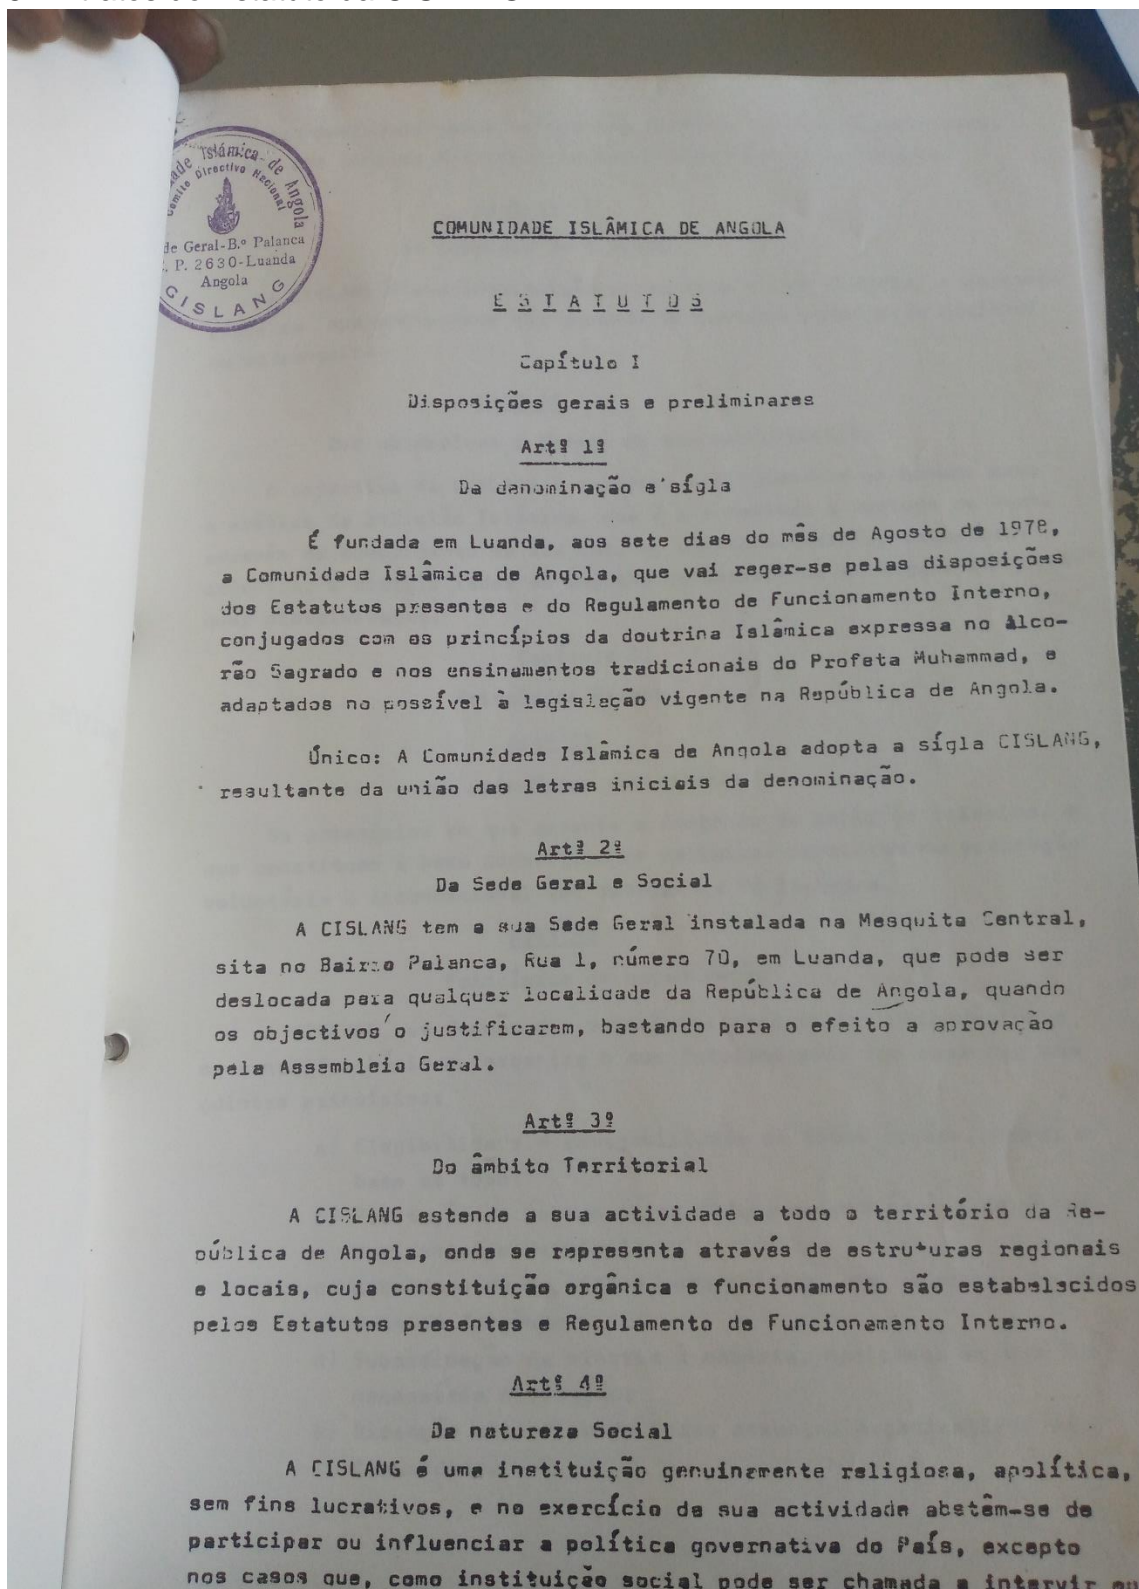 Islâmica de Angola
Comité Directivo Nacional
de Geral-B.º Palanca
. P. 2630-Luanda
Angola
CISLANG
COMUNIDADE ISLÂMICA DE ANGOLA
E S T A T U T O S
Capítulo I
Disposições gerais e preliminares
Artº 1º
Da denominação e sígla
É fundada em Luanda, aos sete dias do mês de Agosto de 1978,
a Comunidade Islâmica de Angola, que vai reger-se pelas disposições
dos Estatutos presentes e do Regulamento de Funcionamento Interno,
conjugados com os princípios da doutrina Islâmica expressa no Alco-
rão Sagrado e nos ensinamentos tradicionais do Profeta Muhammad, e
adaptados no possível à legislação vigente na República de Angola.
Único: A Comunidade Islâmica de Angola adopta a sígla CISLANG,
resultante da união das letras iniciais da denominação.
Artº 2º
Da Sede Geral e Social
A CISLANG tem a sua Sede Geral instalada na Mesquita Central,
sita no Bairro Palanca, Rua 1, número 70, em Luanda, que pode ser
deslocada para qualquer localidade da República de Angola, quando
os objectivos o justificarem, bastando para o efeito a aprovação
pela Assembleia Geral.
Artº 3º
Do âmbito Territorial
A CISLANG estende a sua actividade a todo o território da Re-
pública de Angola, onde se representa através de estruturas regionais
e locais, cuja constituição orgânica e funcionamento são estabelecidos
pelos Estatutos presentes e Regulamento de Funcionamento Interno.
Artº 4º
Da natureza Social
A CISLANG é uma instituição genuinamente religiosa, apolítica,
sem fins lucrativos, e no exercício da sua actividade abstêm-se de
participar ou influenciar a política governativa do País, excepto
nos casos que, como instituição social pode ser chamada a intervir ou